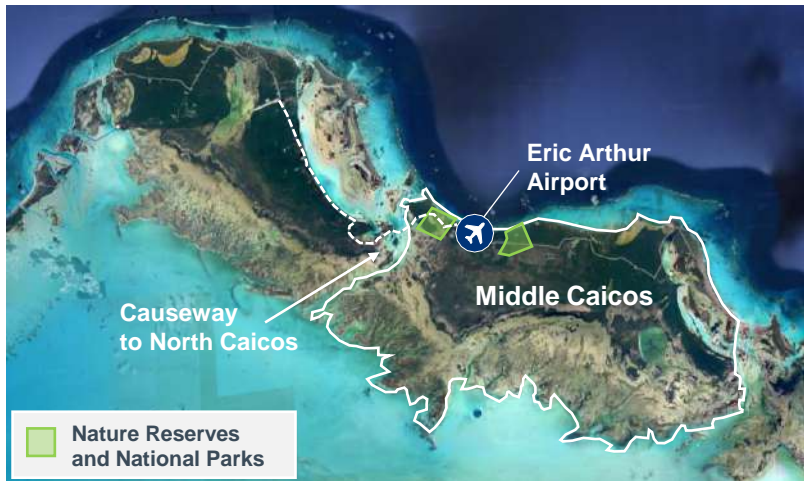 Eric Arthur
Airport
Middle Caicos
Causeway
to North Caicos
Nature Reserves
and National Parks